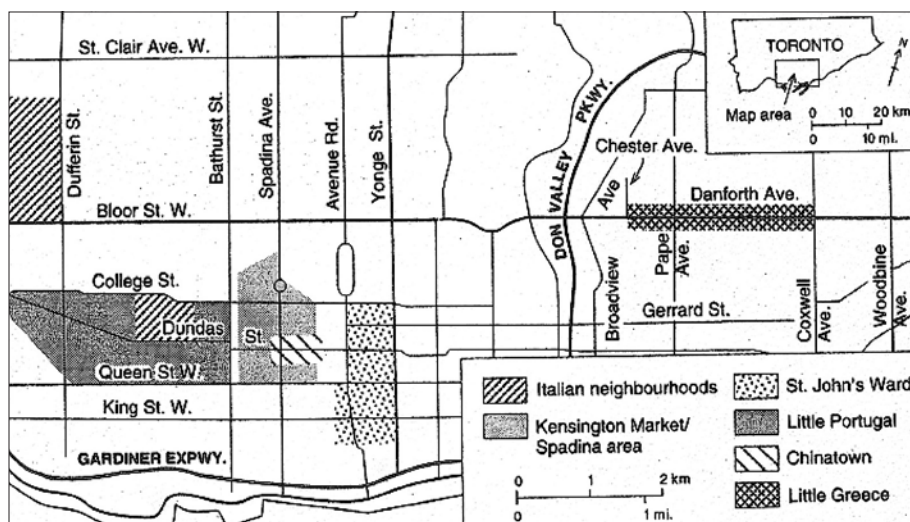 St. Clair Ave. W.
Dufferin St.
Bathurst St.
Spadina Ave.
Avenue Rd.
Yonge St.
DON VALLEY PKWY.
TORONTO
N
Map area
0 10 20 km
0 10 mi.
Chester Ave.
Danforth Ave.
Bloor St. W.
Broadview Ave
Pape Ave.
Coxwell Ave.
Woodbine Ave.
College St.
Dundas St.
Gerrard St.
Queen St W.
King St. W.
GARDINER EXPWY.
Italian neighbourhoods
Kensington Market/
Spadina area
St. John's Ward
Little Portugal
Chinatown
Little Greece
0 1 2 km
0 1 mi.